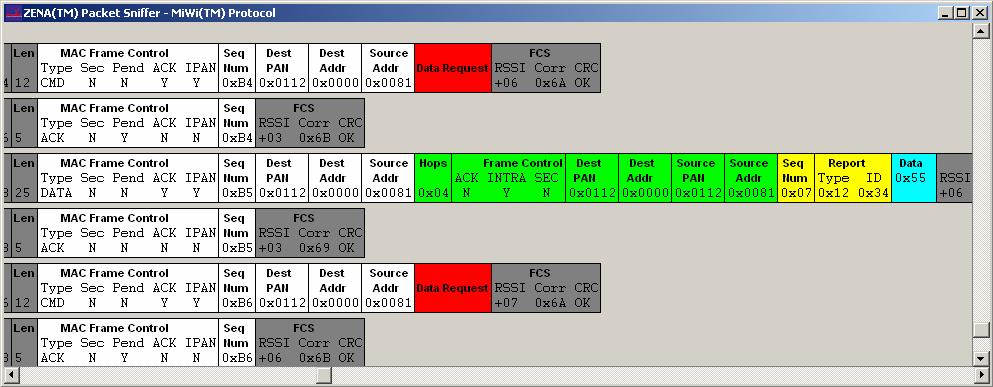 ZENA(TM) Packet Sniffer - MiWi(TM) Protocol
Len MAC Frame Control Seq Dest Dest Source FCS
Type Sec Pend ACK IPAN Num PAN Addr Addr Data Request RSSI Corr CRC
4 12 CMD N N Y Y 0xB4 0x0112 0x0000 0x0081 +06 0x6A OK
Len MAC Frame Control Seq FCS
Type Sec Pend ACK IPAN Num RSSI Corr CRC
6 5 ACK N Y N N 0xB4 +03 0x6B OK
Len MAC Frame Control Seq Dest Dest Source Hops Frame Control Dest Dest Source Source Seq Report Data
Type Sec Pend ACK IPAN Num PAN Addr Addr 0x04 ACK INTRA SEC PAN Addr PAN Addr Num Type ID 0x55 RSSI
8 25 DATA N N Y Y 0xB5 0x0112 0x0000 0x0081 N Y N 0x0112 0x0000 0x0112 0x0081 0x07 0x12 0x34 +06
Len MAC Frame Control Seq FCS
Type Sec Pend ACK IPAN Num RSSI Corr CRC
8 5 ACK N N N N 0xB5 +03 0x69 OK
Len MAC Frame Control Seq Dest Dest Source FCS
Type Sec Pend ACK IPAN Num PAN Addr Addr Data Request RSSI Corr CRC
6 12 CMD N N Y Y 0xB6 0x0112 0x0000 0x0081 +07 0x6A OK
Len MAC Frame Control Seq FCS
Type Sec Pend ACK IPAN Num RSSI Corr CRC
8 5 ACK N Y N N 0xB6 +06 0x6B OK